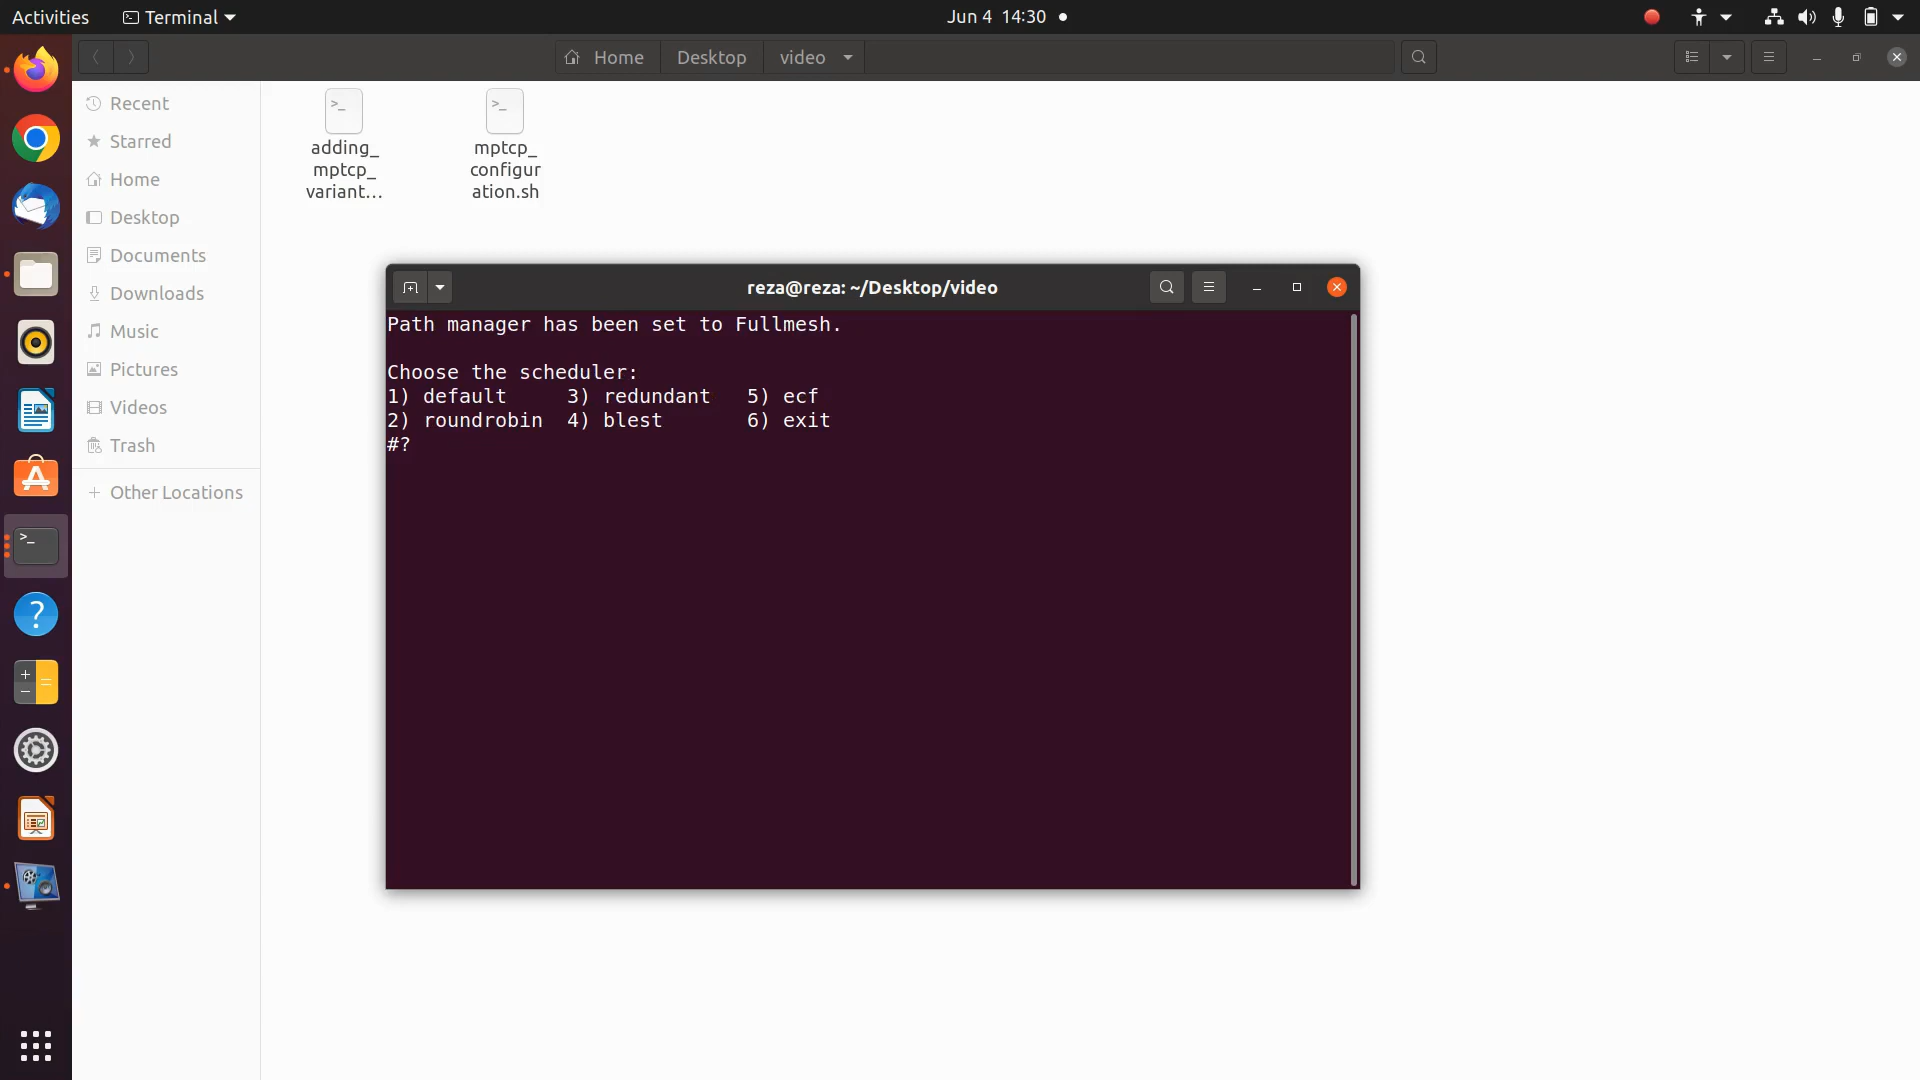 Activities
Terminal
Jun 4 14:30
Home
Desktop
video
Recent
Starred
Home
Desktop
Documents
Downloads
Music
Pictures
Videos
Trash
Other Locations
adding_
mptcp_
variant...
mptcp_
configur
ation.sh
reza@reza: ~/Desktop/video
Path manager has been set to Fullmesh.
Choose the scheduler:
1) default 3) redundant 5) ecf
2) roundrobin 4) blest 6) exit
#?